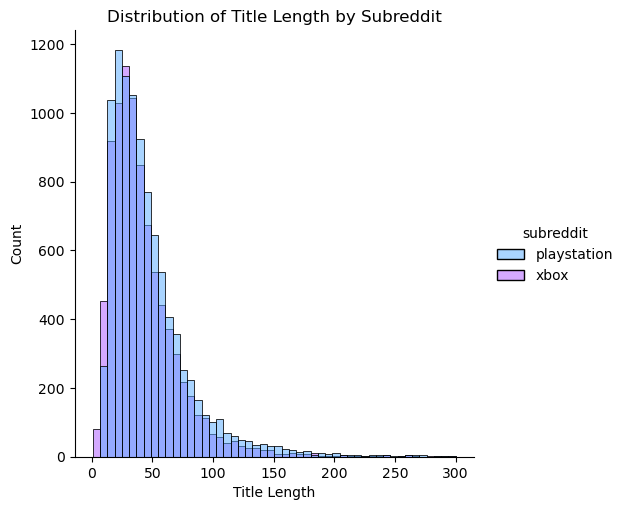 Distribution of Title Length by Subreddit
1200
1000
800
600
400
200
0
Count
0 50 100 150 200 250 300
Title Length
subreddit
playstation
xbox